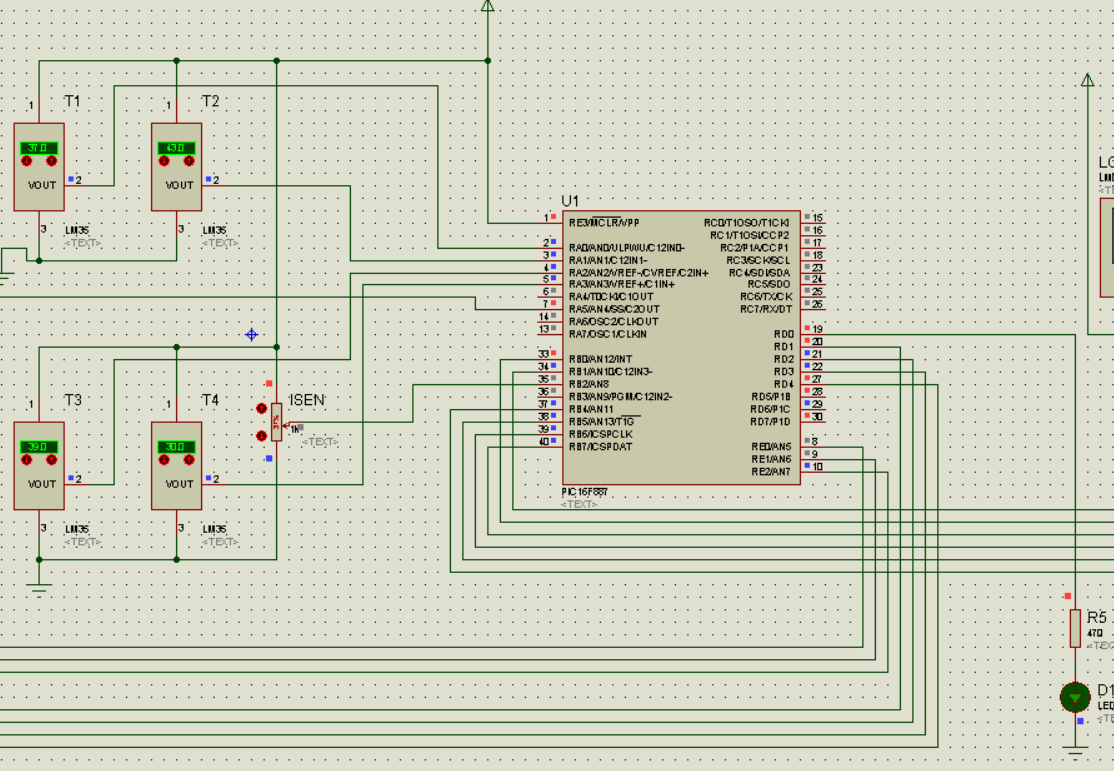 T1
1
37.0
VOUT
2
3
LM35
<TEXT>
T2
1
43.0
VOUT
2
3
LM35
<TEXT>
T3
1
39.0
VOUT
2
3
LM35
<TEXT>
T4
1
30.0
VOUT
2
3
LM35
<TEXT>
ISEN
1k
<TEXT>
U1
1 RE3/MCLR/VPP
2 RA0/AN0/ULPWU/C12IN0-
3 RA1/AN1/C12IN1-
4 RA2/AN2/VREF-/CVREF/C2IN+
5 RA3/AN3/VREF+/C1IN+
6 RA4/T0CKI/C1OUT
7 RA5/AN4/SS/C2OUT
14 RA6/OSC2/CLKOUT
13 RA7/OSC1/CLKIN
33 RB0/AN12/INT
34 RB1/AN10/C12IN3-
35 RB2/AN8
36 RB3/AN9/PGM/C12IN2-
37 RB4/AN11
38 RB5/AN13/T1G
39 RB6/ICSPCLK
40 RB7/ICSPDAT
RC0/T1OSO/T1CKI 15
RC1/T1OSI/CCP2 16
RC2/P1A/CCP1 17
RC3/SCK/SCL 18
RC4/SDI/SDA 23
RC5/SDO 24
RC6/TX/CK 25
RC7/RX/DT 26
RD0 19
RD1 20
RD2 21
RD3 22
RD4 27
RD5/P1B 28
RD6/P1C 29
RD7/P1D 30
RE0/AN5 8
RE1/AN6 9
RE2/AN7 10
PIC16F887
<TEXT>
R5
470
<TEX
D1
LED